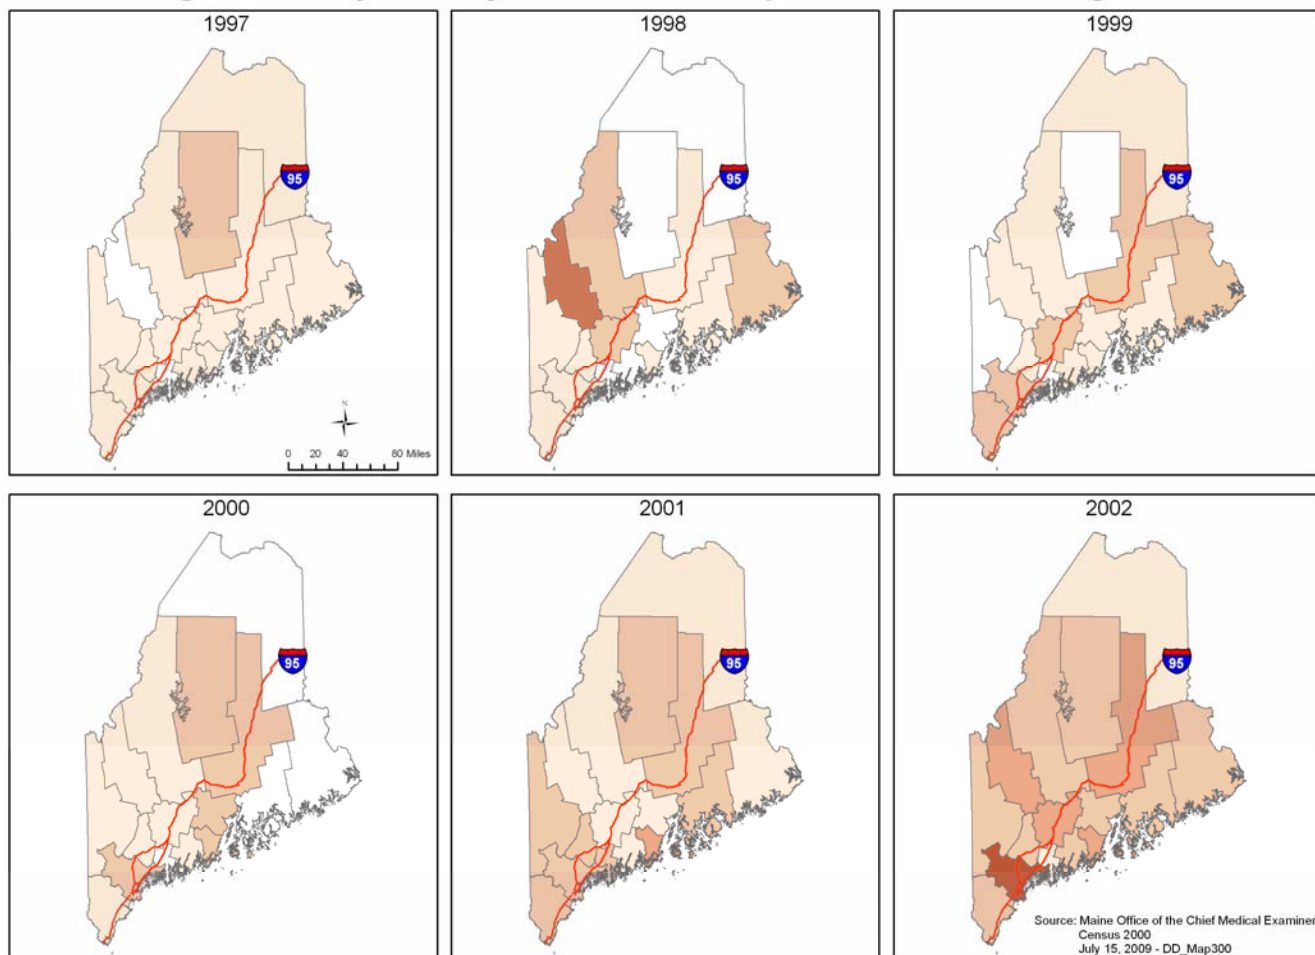 1997
1998
1999
95
95
95
N
0 20 40 80 Miles
2000
2001
2002
95
95
95
Source: Maine Office of the Chief Medical Examiner
Census 2000
July 15, 2009 - DD_Map300